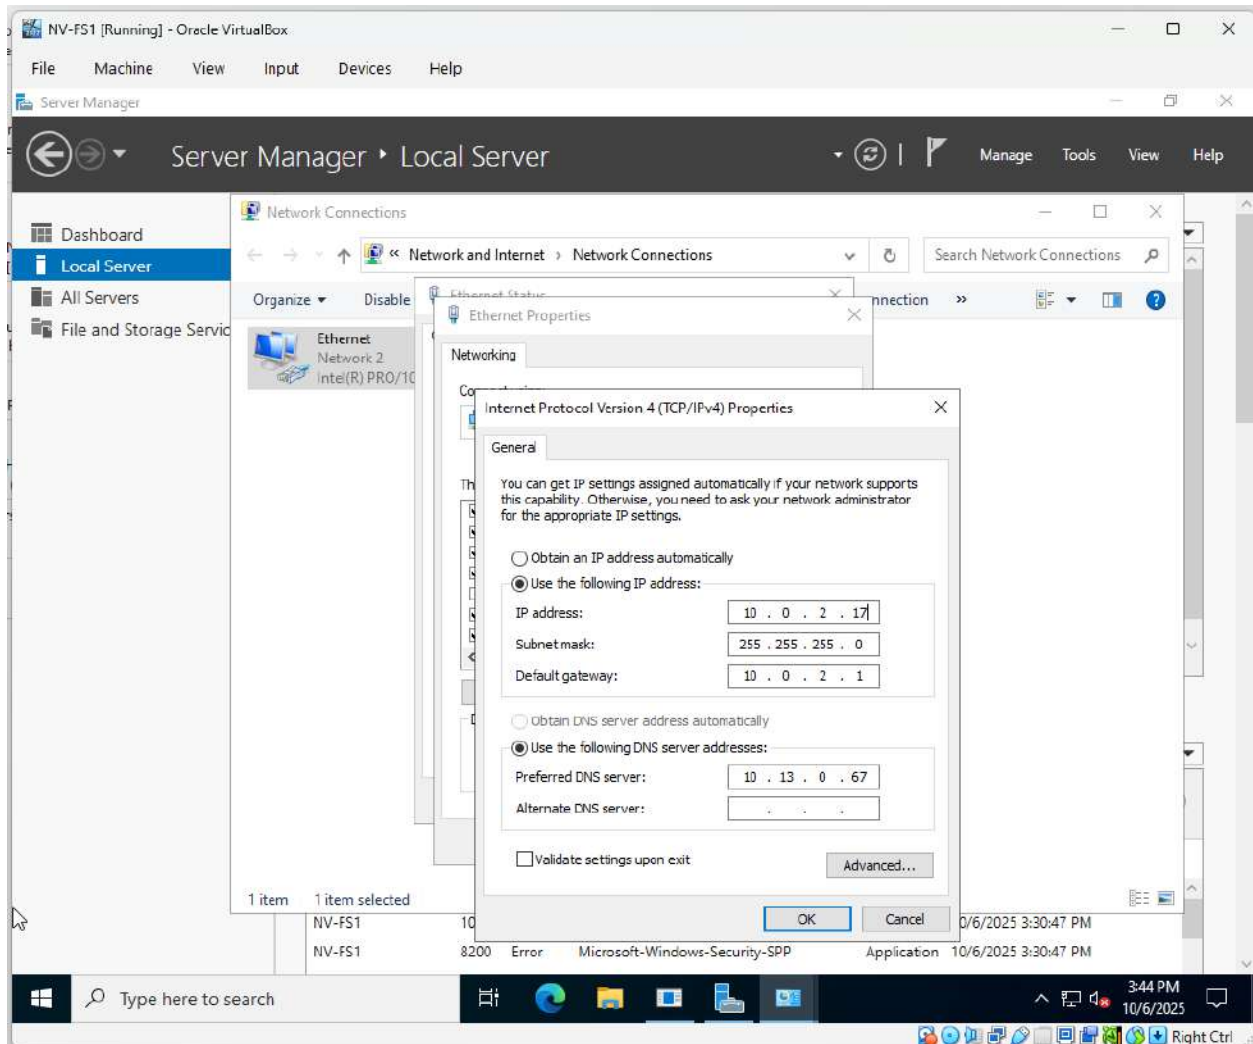 NV-FS1 [Running] - Oracle VirtualBox
File Machine View Input Devices Help
Server Manager
Server Manager • Local Server
Manage Tools View Help
Dashboard
Local Server
All Servers
File and Storage Servic
Network Connections
« Network and Internet › Network Connections
Search Network Connections
Organize Disable nnection »
Ethernet
Network 2
Intel(R) PRO/10
Ethernet Status
Ethernet Properties
Networking
Internet Protocol Version 4 (TCP/IPv4) Properties
General
Th
You can get IP settings assigned automatically if your network supports
this capability. Otherwise, you need to ask your network administrator
for the appropriate IP settings.
Obtain an IP address automatically
Use the following IP address:
IP address: 10 . 0 . 2 . 17
Subnet mask: 255 . 255 . 255 . 0
Default gateway: 10 . 0 . 2 . 1
Obtain DNS server address automatically
Use the following DNS server addresses:
Preferred DNS server: 10 . 13 . 0 . 67
Alternate DNS server: . . .
Validate settings upon exit
Advanced...
OK Cancel
1 item 1 item selected
NV-FS1 10 0/6/2025 3:30:47 PM
NV-FS1 8200 Error Microsoft-Windows-Security-SPP Application 10/6/2025 3:30:47 PM
Type here to search
3:44 PM
10/6/2025
Right Ctrl